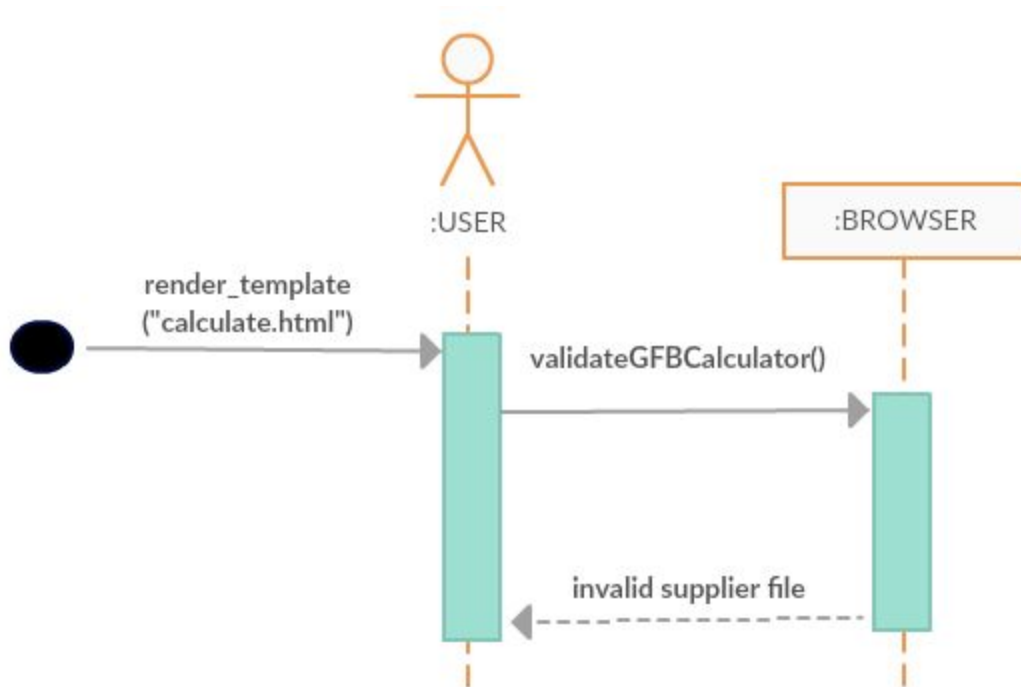 :USER
:BROWSER
render_template
("calculate.html")
validateGFBCalculator()
invalid supplier file